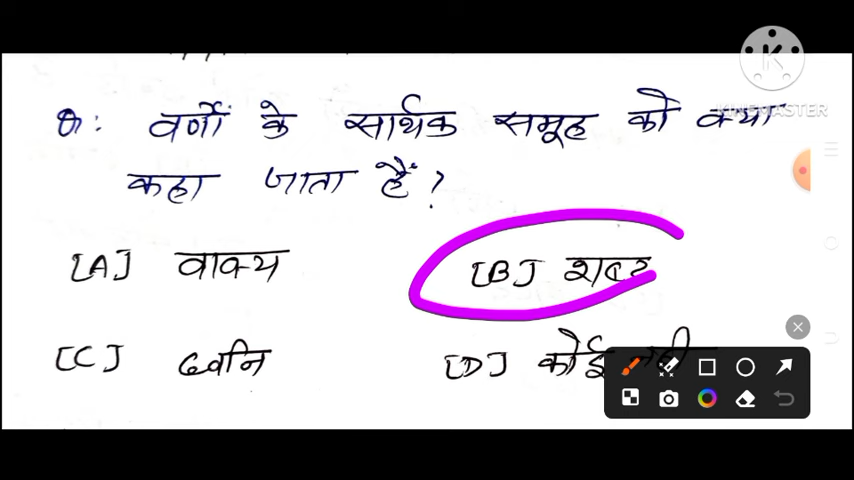 KINEMASTER
Q: वर्णों के सार्थक समूह को क्या
कहा जाता हैं?
[A] वाक्य [B] शब्द
[C] ध्वनि [D] कोई नही